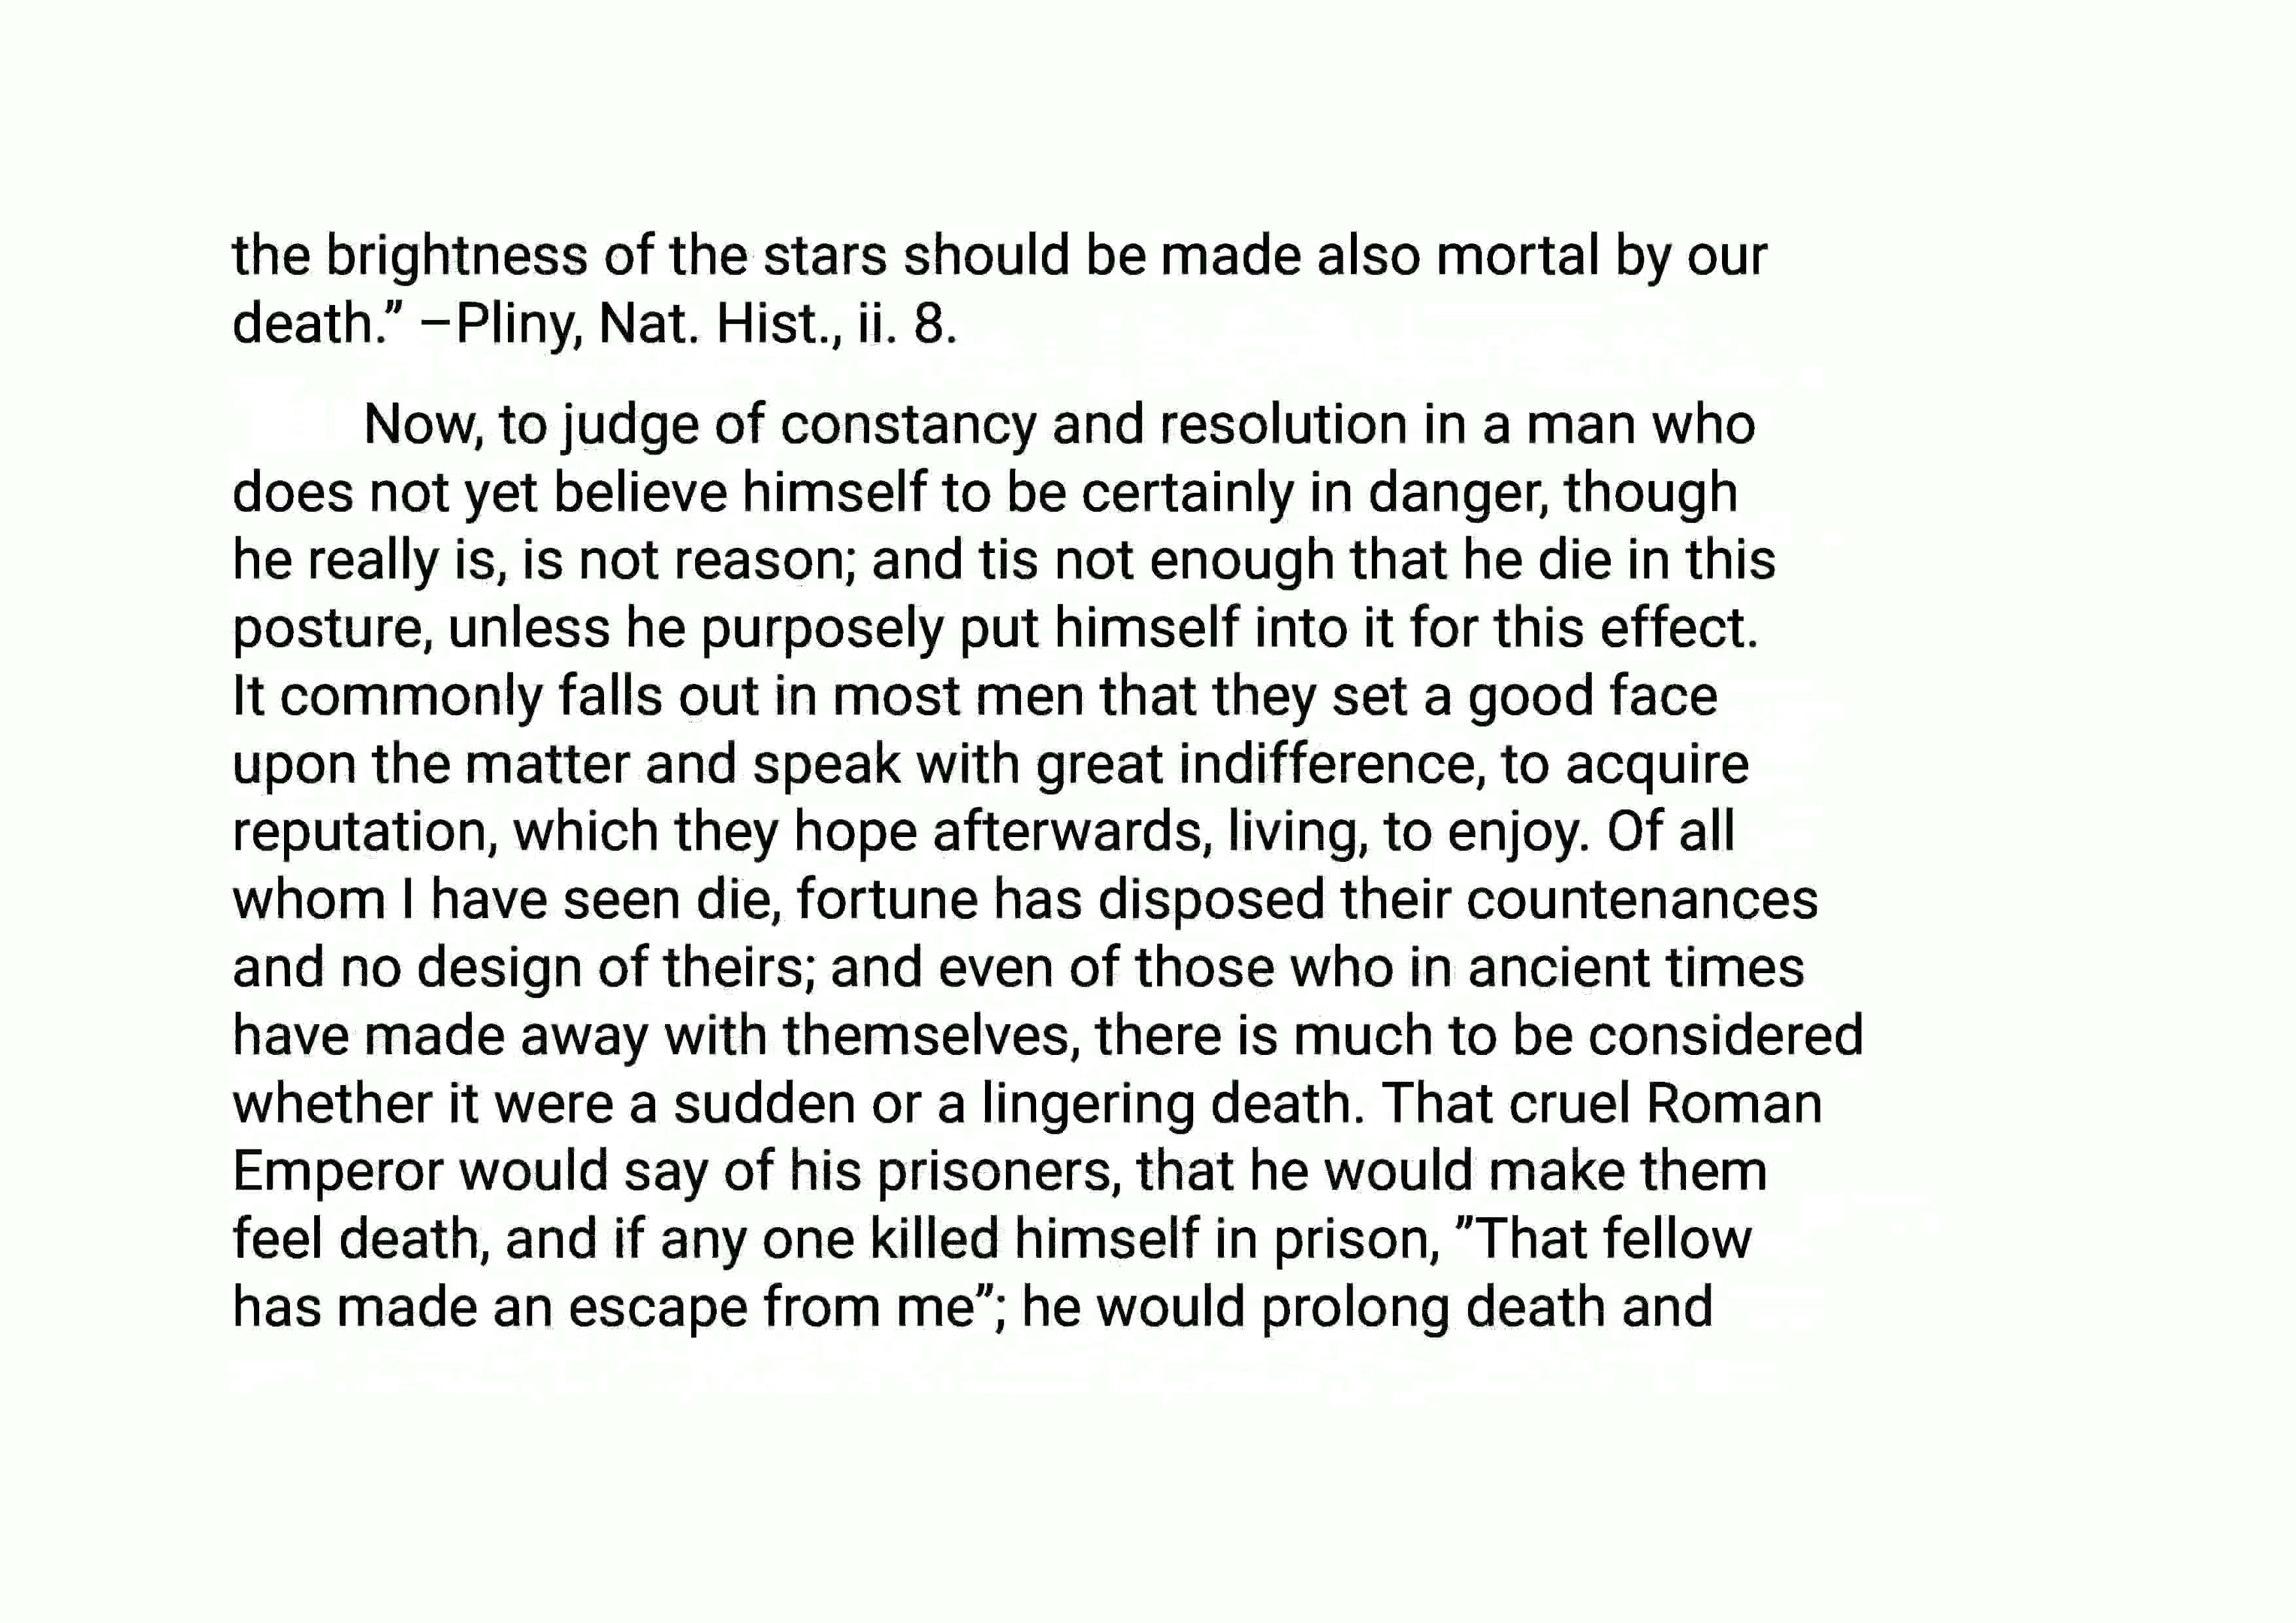 the brightness of the stars should be made also mortal by our
death.” –Pliny, Nat. Hist., ii. 8.
Now, to judge of constancy and resolution in a man who
does not yet believe himself to be certainly in danger, though
he really is, is not reason; and tis not enough that he die in this
posture, unless he purposely put himself into it for this effect.
It commonly falls out in most men that they set a good face
upon the matter and speak with great indifference, to acquire
reputation, which they hope afterwards, living, to enjoy. Of all
whom I have seen die, fortune has disposed their countenances
and no design of theirs; and even of those who in ancient times
have made away with themselves, there is much to be considered
whether it were a sudden or a lingering death. That cruel Roman
Emperor would say of his prisoners, that he would make them
feel death, and if any one killed himself in prison, ”That fellow
has made an escape from me”; he would prolong death and